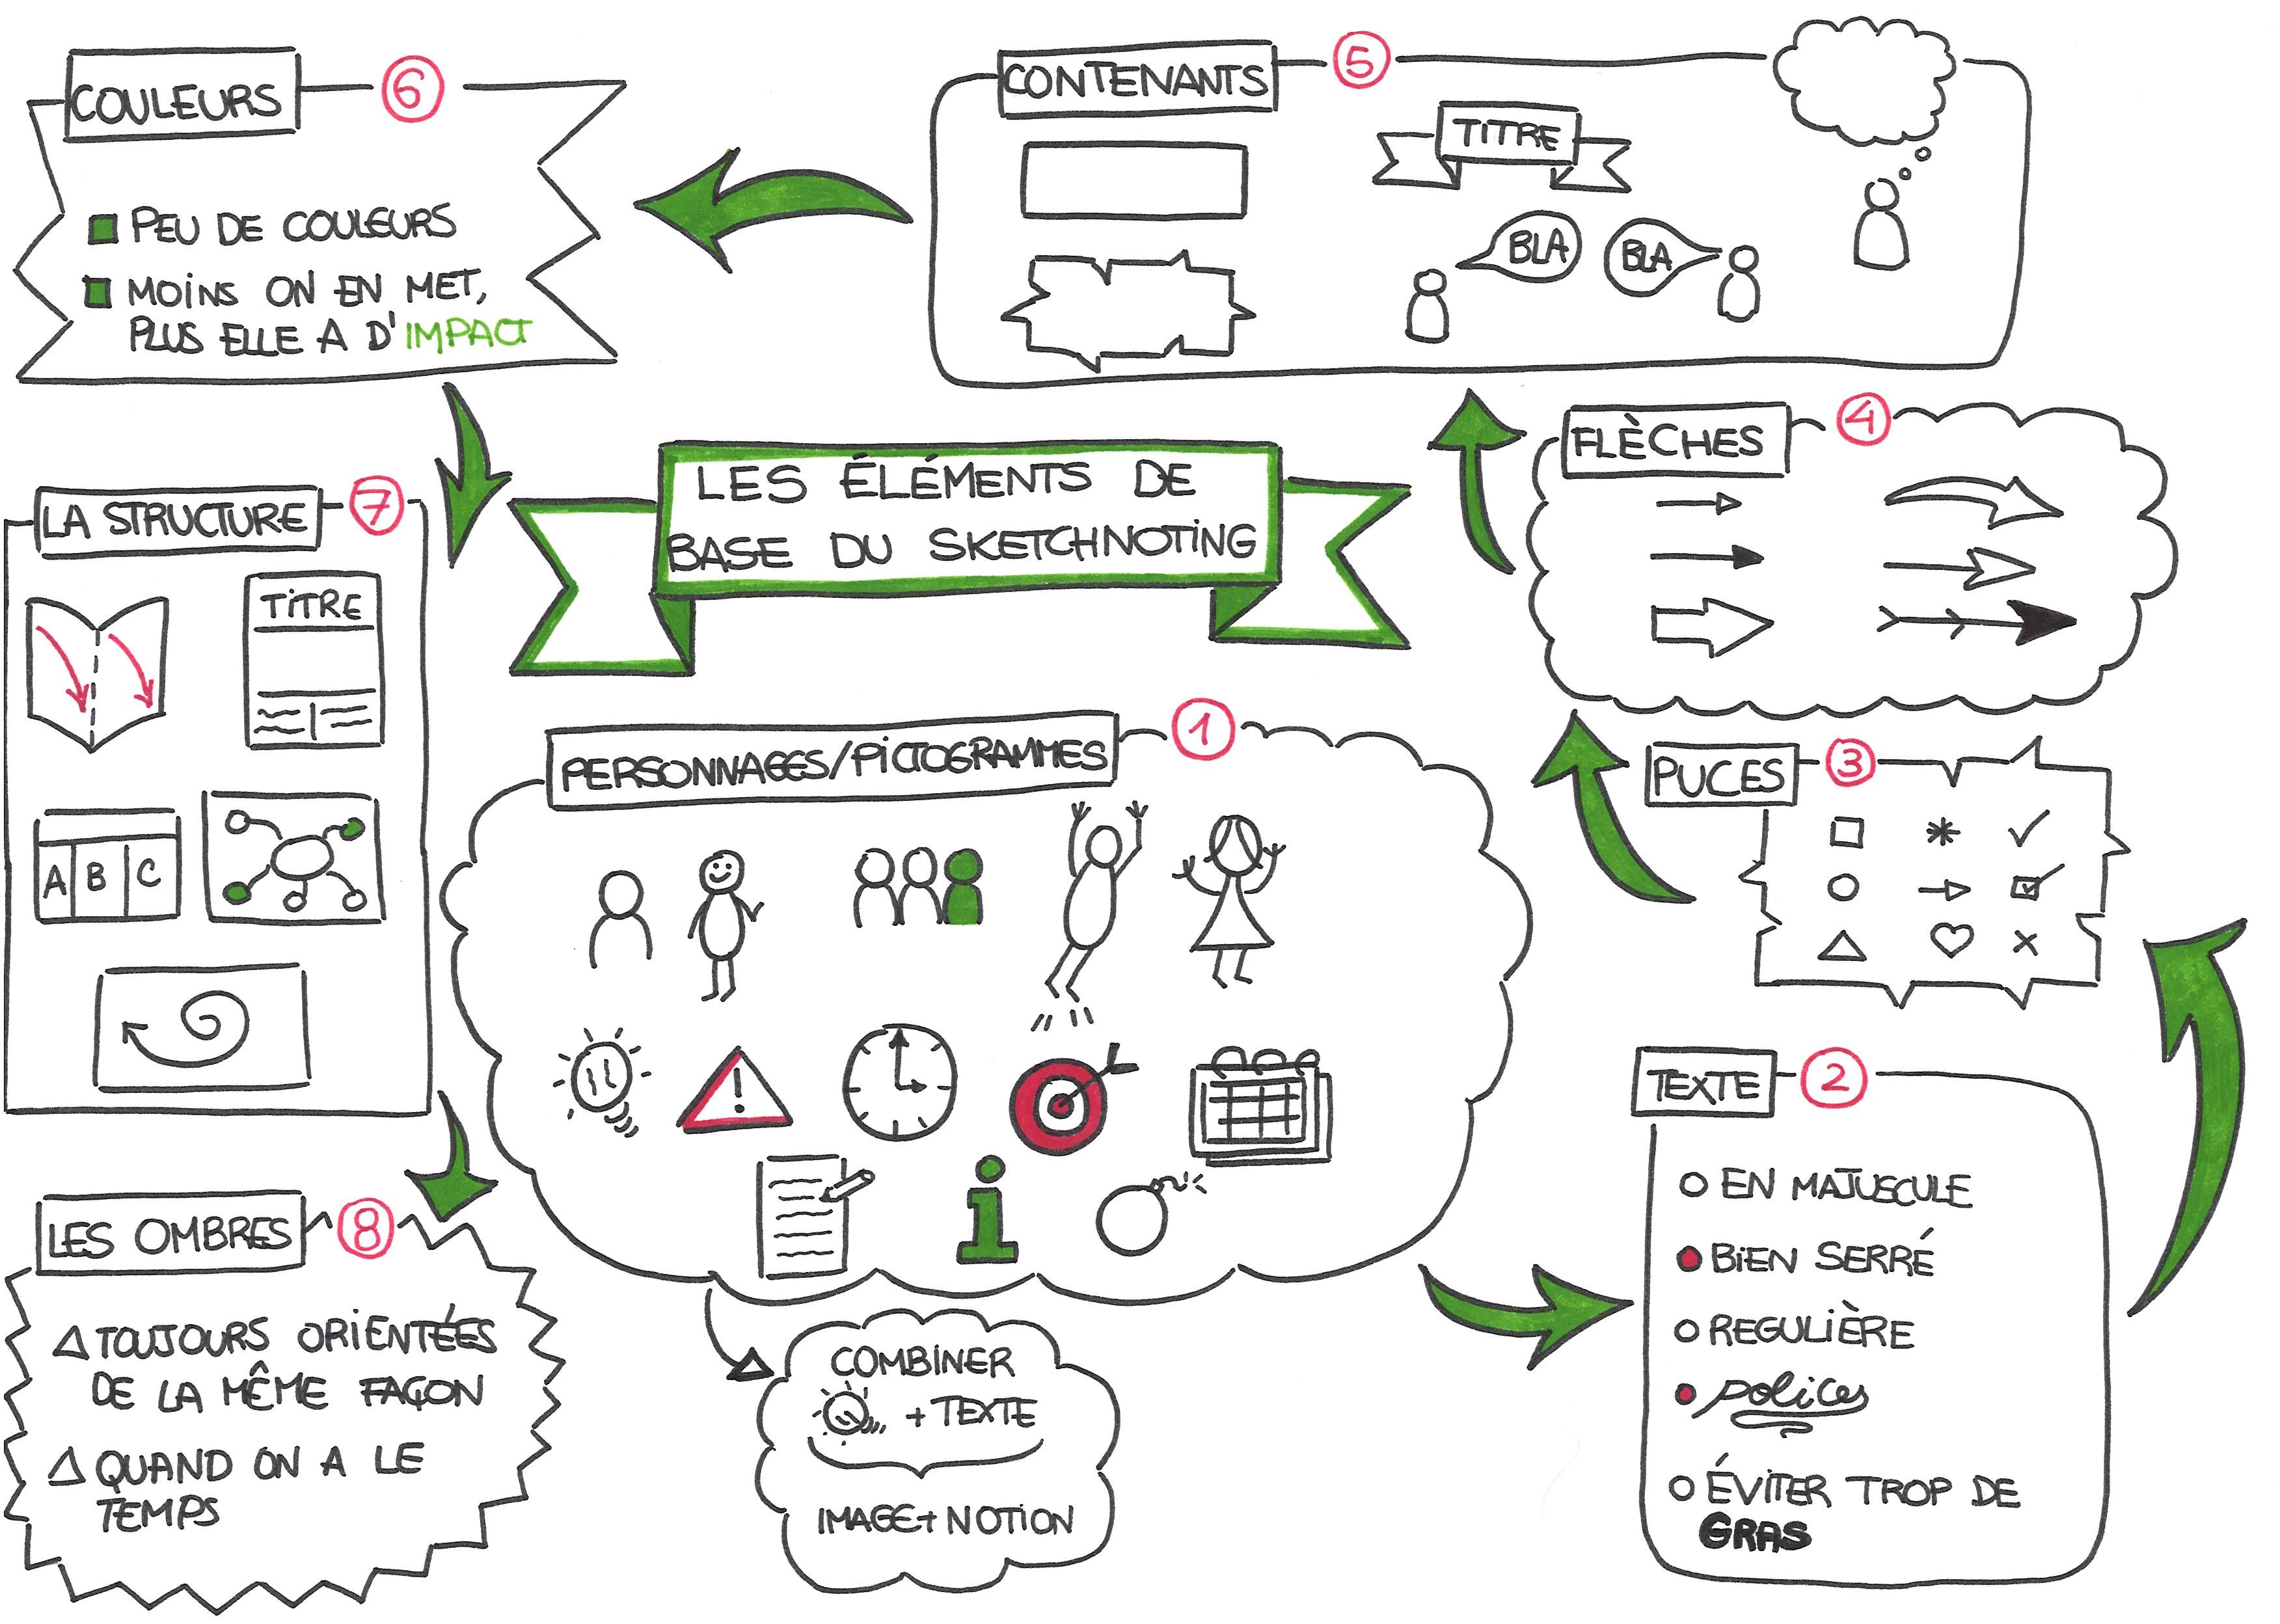 LES ÉLÉMENTS DE
BASE DU SKETCHNOTING
PERSONNAGES/PICTOGRAMMES
1
!
i
COMBINER
+ TEXTE
IMAGE + NOTION
TEXTE
2
EN MAJUSCULE
BIEN SERRÉ
REGULIÈRE
polices
ÉVITER TROP DE
GRAS
PUCES
3
FLÈCHES
4
CONTENANTS
5
TITRE
BLA
BLA
COULEURS
6
PEU DE COULEURS
MOINS ON EN MET,
PLUS ELLE A D'IMPACT
LA STRUCTURE
7
TITRE
A B C
LES OMBRES
8
TOUJOURS ORIENTÉES
DE LA MÊME FAÇON
QUAND ON A LE
TEMPS